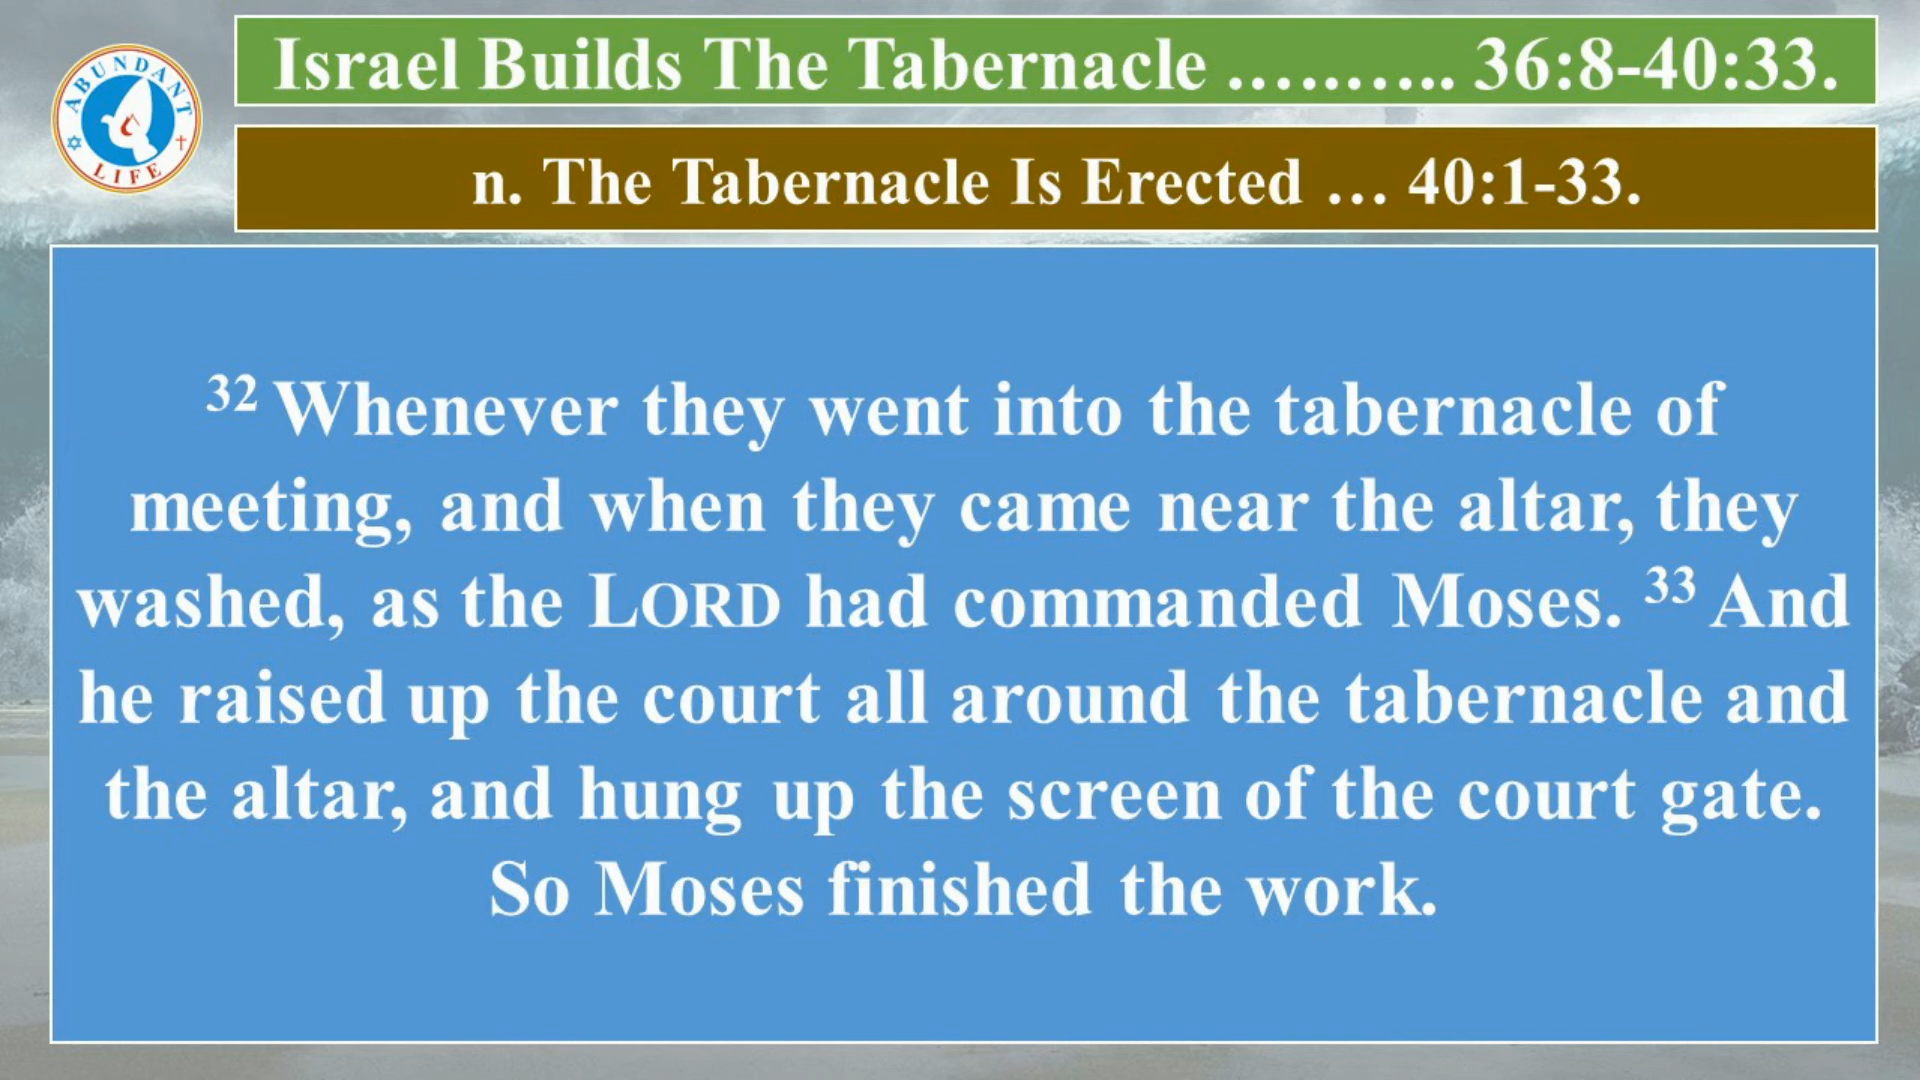 ABUNDANT
LIFE
Israel Builds The Tabernacle .......... 36:8-40:33.
n. The Tabernacle Is Erected … 40:1-33.
32 Whenever they went into the tabernacle of
meeting, and when they came near the altar, they
washed, as the LORD had commanded Moses. 33 And
he raised up the court all around the tabernacle and
the altar, and hung up the screen of the court gate.
So Moses finished the work.